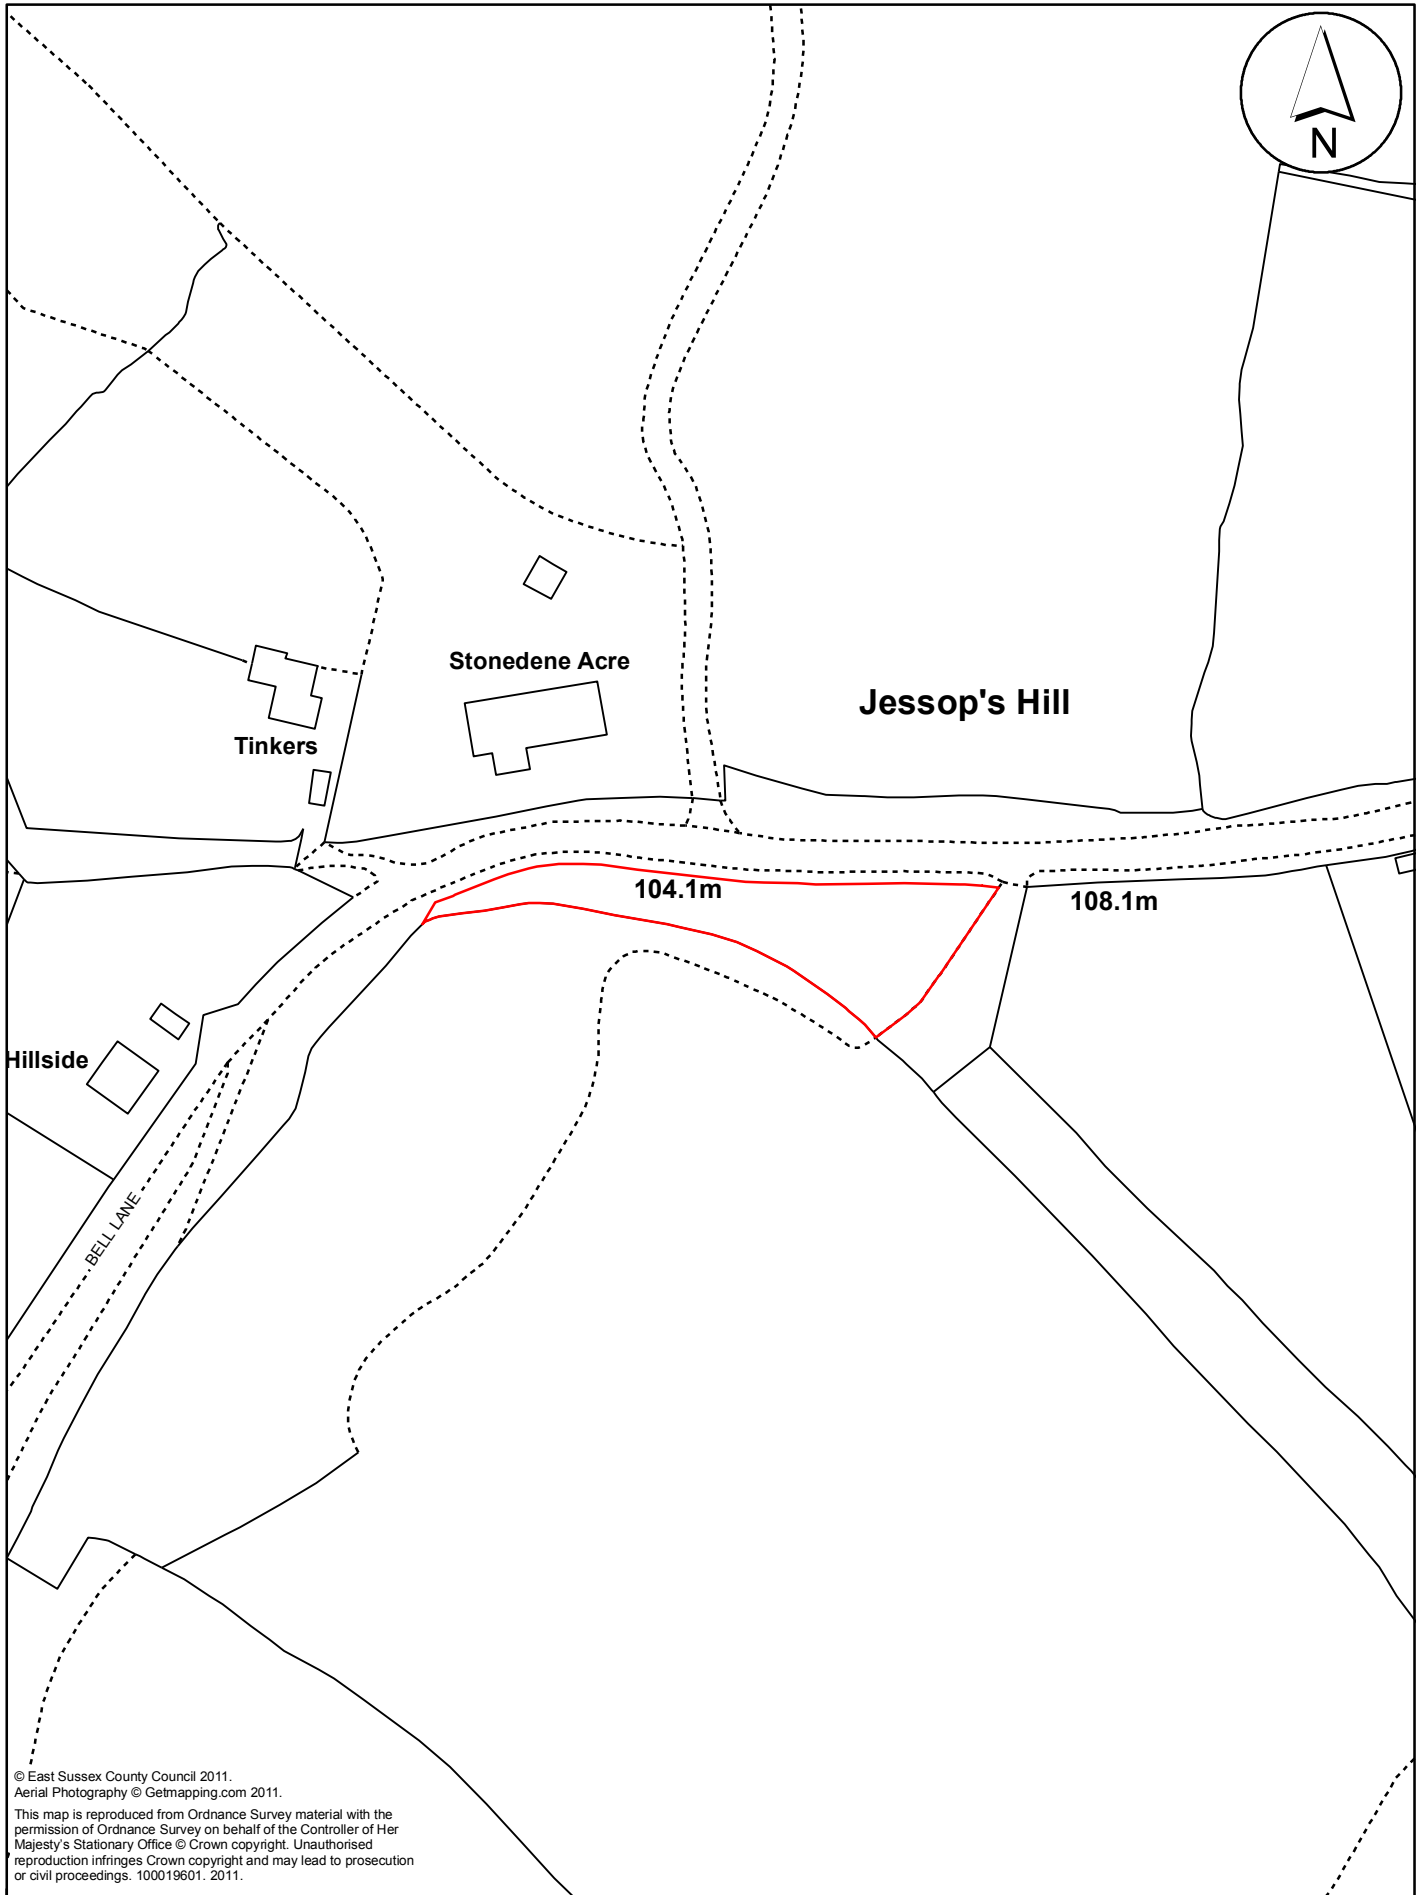 N
Stonedene Acre
Jessop's Hill
Tinkers
104.1m
108.1m
Hillside
BELL LANE
© East Sussex County Council 2011.
Aerial Photography © Getmapping.com 2011.
This map is reproduced from Ordnance Survey material with the
permission of Ordnance Survey on behalf of the Controller of Her
Majesty's Stationary Office © Crown copyright. Unauthorised
reproduction infringes Crown copyright and may lead to prosecution
or civil proceedings. 100019601. 2011.